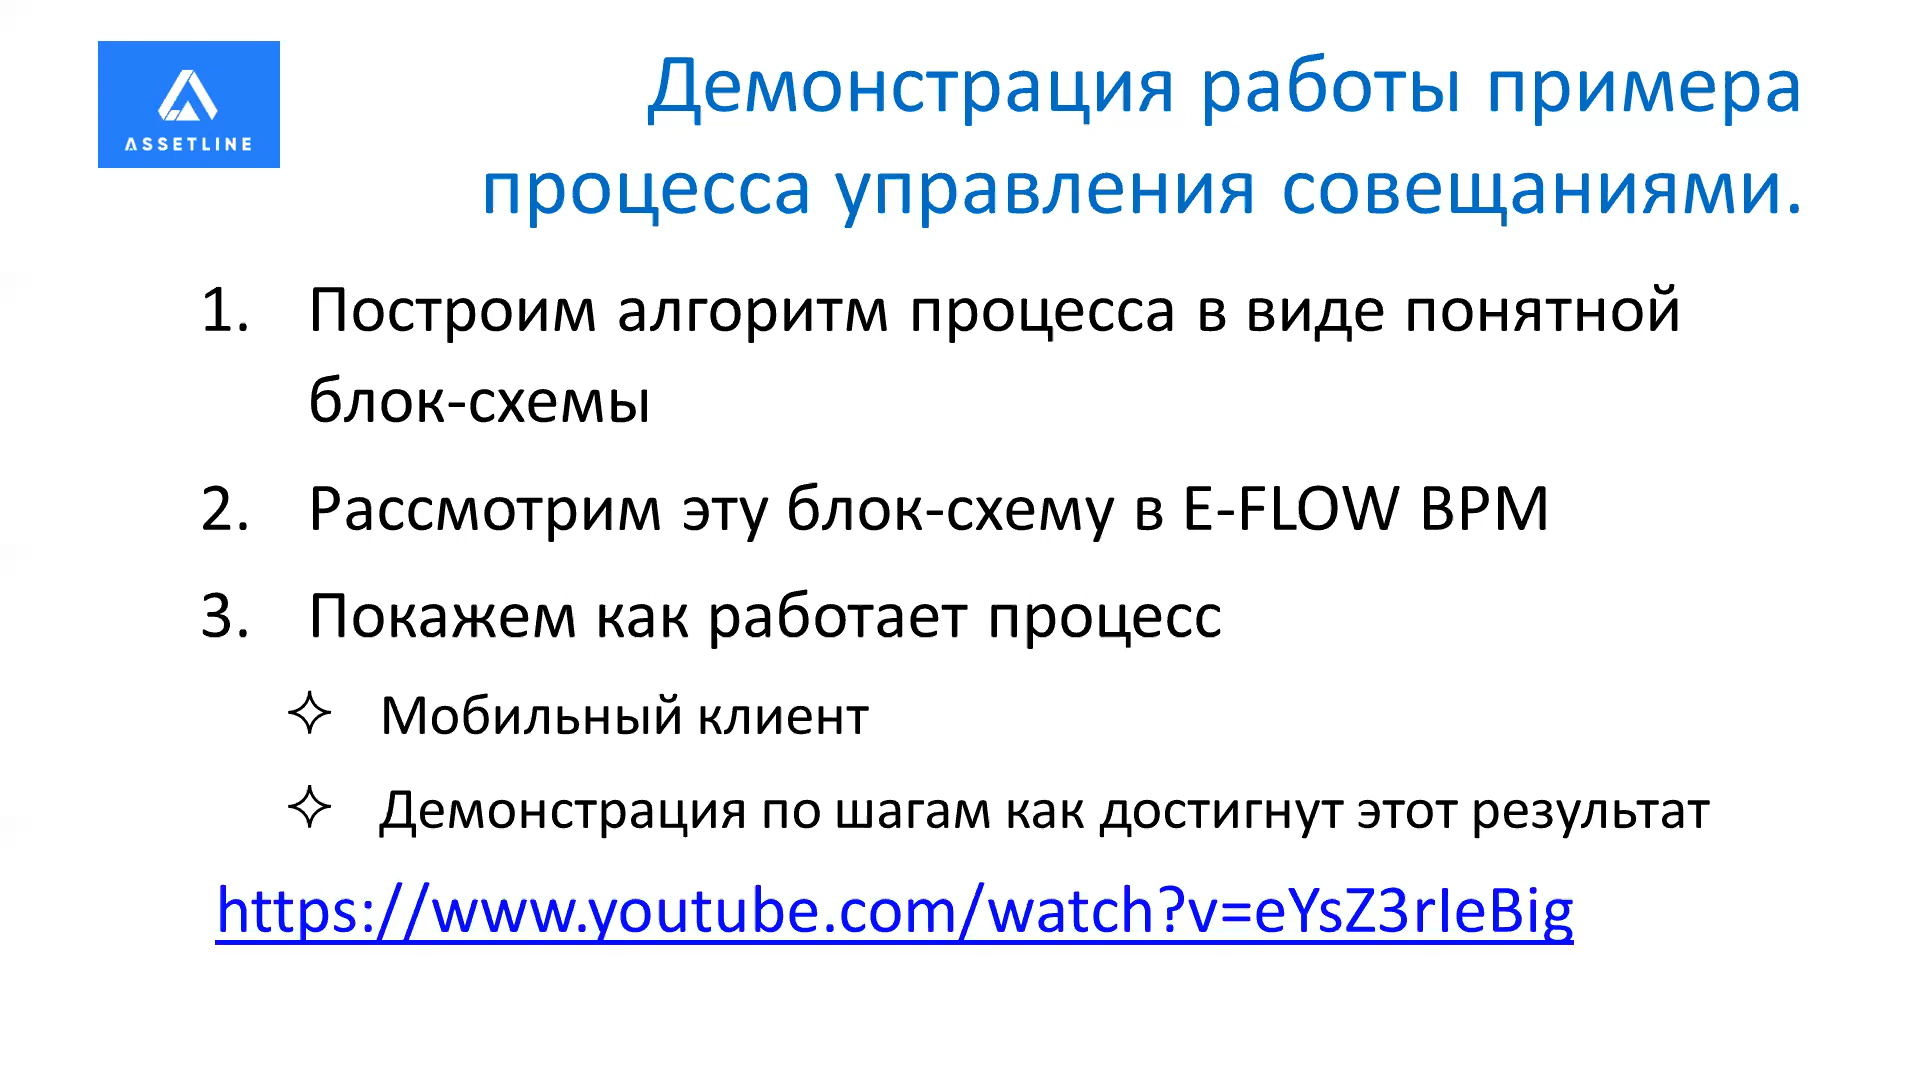 ASSETLINE
Демонстрация работы примера
процесса управления совещаниями.
1. Построим алгоритм процесса в виде понятной
блок-схемы
2. Рассмотрим эту блок-схему в E-FLOW BPM
3. Покажем как работает процесс
✧ Мобильный клиент
✧ Демонстрация по шагам как достигнут этот результат
https://www.youtube.com/watch?v=eYsZ3rIeBig